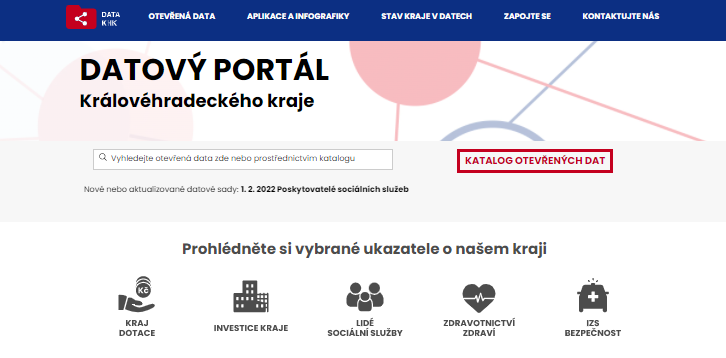 DATA
KHK
OTEVŘENÁ DATA
APLIKACE A INFOGRAFIKY
STAV KRAJE V DATECH
ZAPOJTE SE
KONTAKTUJTE NÁS
DATOVÝ PORTÁL
Královéhradeckého kraje
Vyhledejte otevřená data zde nebo prostřednictvím katalogu
KATALOG OTEVŘENÝCH DAT
Nově nebo aktualizované datové sady: 1. 2. 2022 Poskytovatelé sociálních služeb
Prohlédněte si vybrané ukazatele o našem kraji
Kč
KRAJ
DOTACE
INVESTICE KRAJE
LIDÉ
SOCIÁLNÍ SLUŽBY
ZDRAVOTNICTVÍ
ZDRAVÍ
IZS
BEZPEČNOST